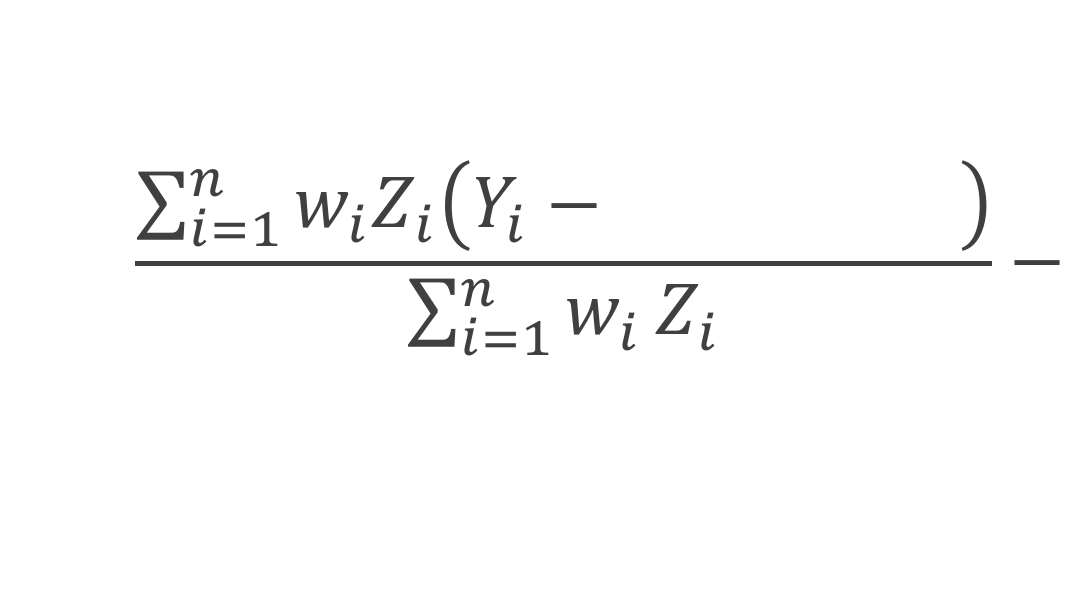 ∑ⁿᵢ₌₁ wᵢZᵢ(Yᵢ −          ) −
∑ⁿᵢ₌₁ wᵢ Zᵢ